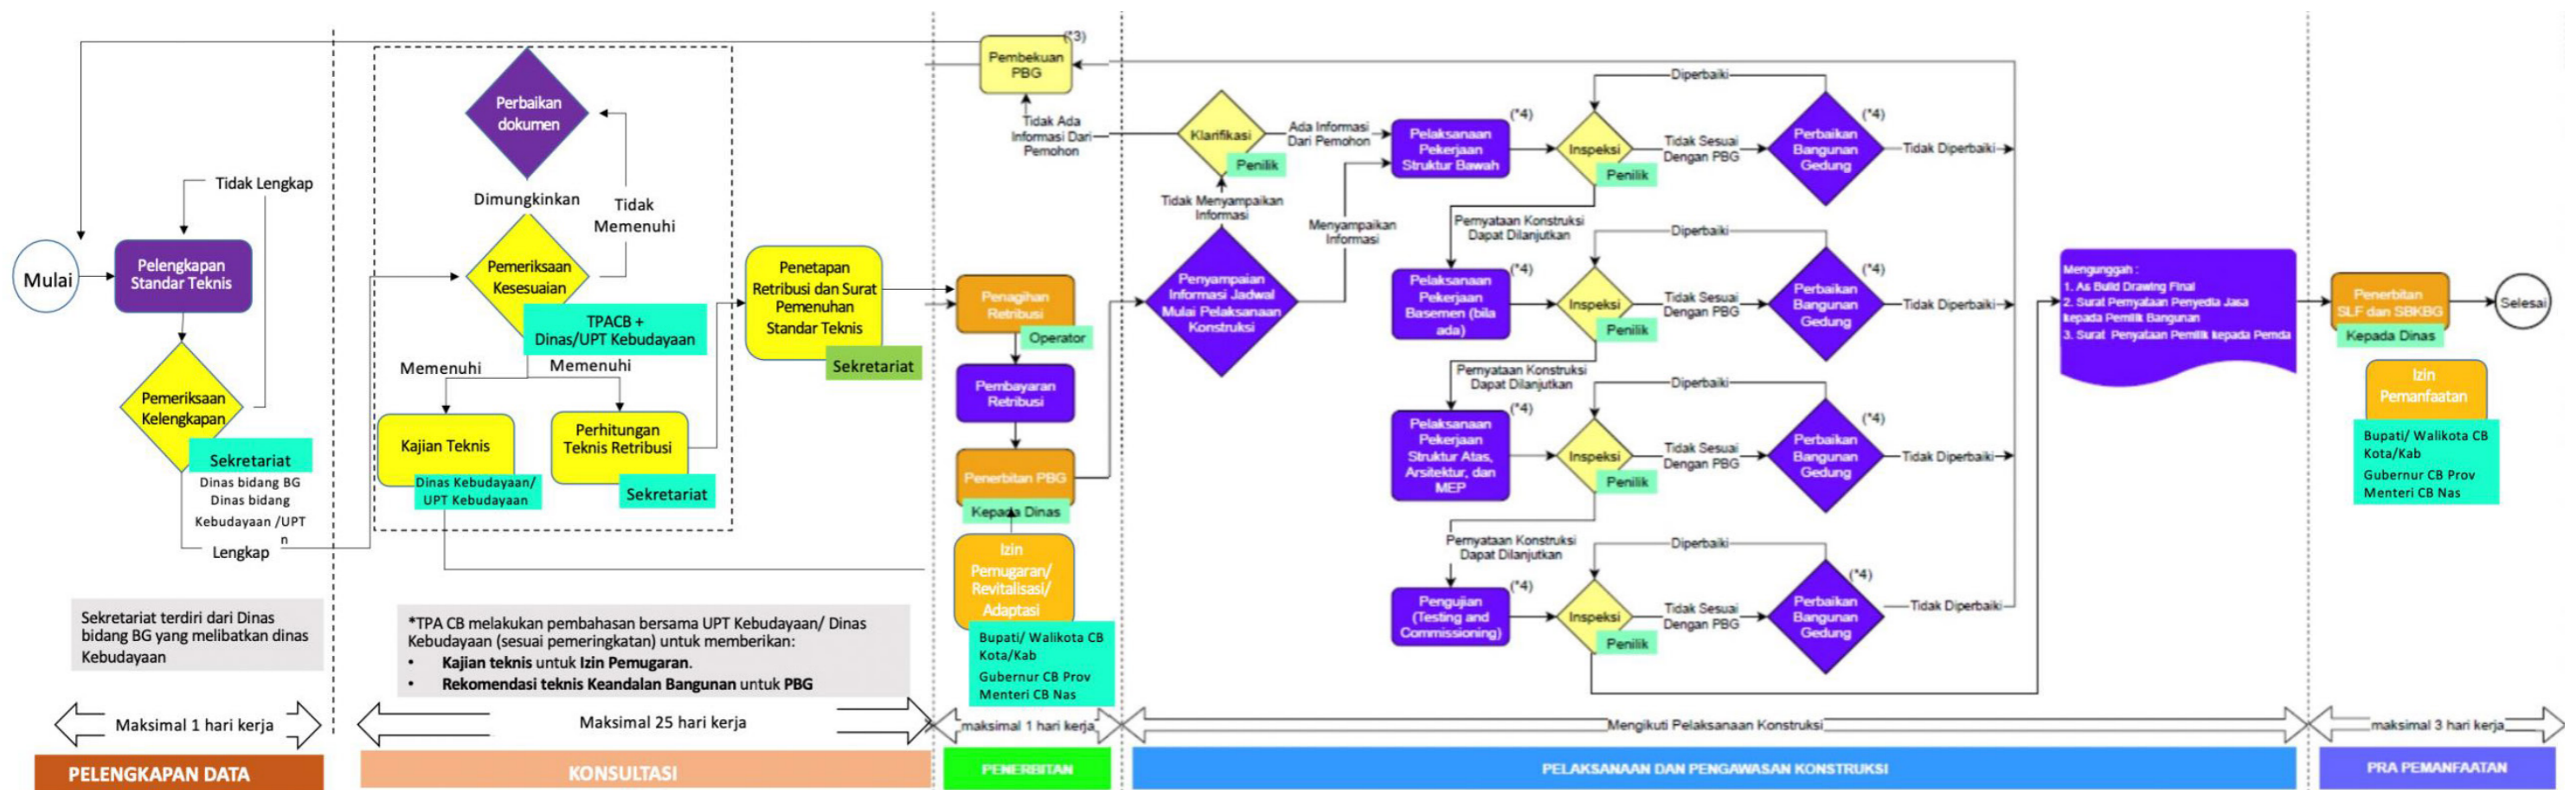 Mulai
Tidak Lengkap
Pelengkapan
Standar Teknis
Pemeriksaan
Kelengkapan
Sekretariat
Dinas bidang BG
Dinas bidang
Kebudayaan /UPT
n
Lengkap
Sekretariat terdiri dari Dinas
bidang BG yang melibatkan dinas
Kebudayaan
Maksimal 1 hari kerja
PELENGKAPAN DATA
Perbaikan
dokumen
Dimungkinkan
Tidak
Memenuhi
Pemeriksaan
Kesesuaian
TPACB +
Dinas/UPT Kebudayaan
Memenuhi
Memenuhi
Kajian Teknis
Dinas Kebudayaan/
UPT Kebudayaan
Perhitungan
Teknis Retribusi
Sekretariat
Penetapan
Retribusi dan Surat
Pemenuhan
Standar Teknis
Sekretariat
*TPA CB melakukan pembahasan bersama UPT Kebudayaan/ Dinas
Kebudayaan (sesuai pemeringkatan) untuk memberikan:
• Kajian teknis untuk Izin Pemugaran.
• Rekomendasi teknis Keandalan Bangunan untuk PBG
Maksimal 25 hari kerja
KONSULTASI
(*3)
Pembekuan
PBG
Tidak Ada
Informasi Dari
Pemohon
Penagihan
Retribusi
Operator
Pembayaran
Retribusi
Penerbitan PBG
Kepada Dinas
Izin
Pemugaran/
Revitalisasi/
Adaptasi
Bupati/ Walikota CB
Kota/Kab
Gubernur CB Prov
Menteri CB Nas
maksimal 1 hari kerja
PENERBITAN
Klarifikasi
Penilik
Ada Informasi
Dari Pemohon
Tidak Menyampaikan
Informasi
Menyampaikan
Informasi
Penyampaian
Informasi Jadwal
Mulai Pelaksanaan
Konstruksi
Diperbaiki
Pelaksanaan
Pekerjaan
Struktur Bawah
(*4)
Inspeksi
Penilik
Tidak Sesuai
Dengan PBG
Perbaikan
Bangunan
Gedung
(*4)
Tidak Diperbaiki
Pernyataan Konstruksi
Dapat Dilanjutkan
Diperbaiki
Pelaksanaan
Pekerjaan
Basemen (bila
ada)
(*4)
Inspeksi
Penilik
Tidak Sesuai
Dengan PBG
Perbaikan
Bangunan
Gedung
(*4)
Tidak Diperbaiki
Pernyataan Konstruksi
Dapat Dilanjutkan
Diperbaiki
Pelaksanaan
Pekerjaan
Struktur Atas,
Arsitektur, dan
MEP
(*4)
Inspeksi
Penilik
Tidak Sesuai
Dengan PBG
Perbaikan
Bangunan
Gedung
(*4)
Tidak Diperbaiki
Pernyataan Konstruksi
Dapat Dilanjutkan
Diperbaiki
Pengujian
(Testing and
Commissioning)
(*4)
Inspeksi
Penilik
Tidak Sesuai
Dengan PBG
Perbaikan
Bangunan
Gedung
(*4)
Tidak Diperbaiki
Mengunggah :
1. As Build Drawing Final
2. Surat Pernyataan Penyedia Jasa
kepada Pemilik Bangunan
3. Surat Penyataan Pemilik kepada Pemda
Mengikuti Pelaksanaan Konstruksi
PELAKSANAAN DAN PENGAWASAN KONSTRUKSI
Penerbitan
SLF dan SBKBG
Kepada Dinas
Selesai
Izin
Pemanfaatan
Bupati/ Walikota CB
Kota/Kab
Gubernur CB Prov
Menteri CB Nas
maksimal 3 hari kerja
PRA PEMANFAATAN